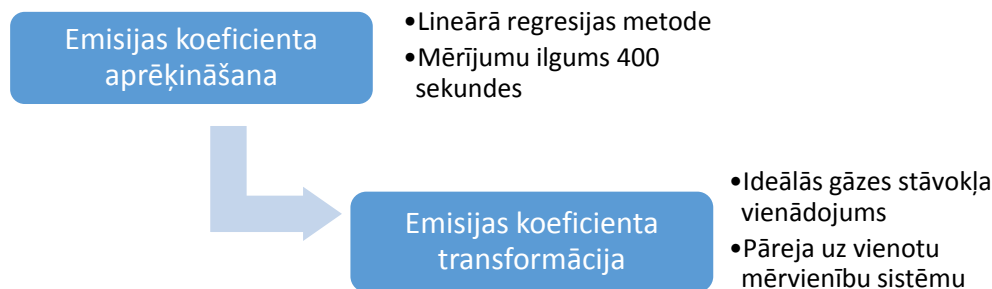 Emisijas koeficienta
aprēķināšana
•Lineārā regresijas metode
•Mērījumu ilgums 400
sekundes
Emisijas koeficienta
transformācija
•Ideālās gāzes stāvokļa
vienādojums
•Pāreja uz vienotu
mērvienību sistēmu